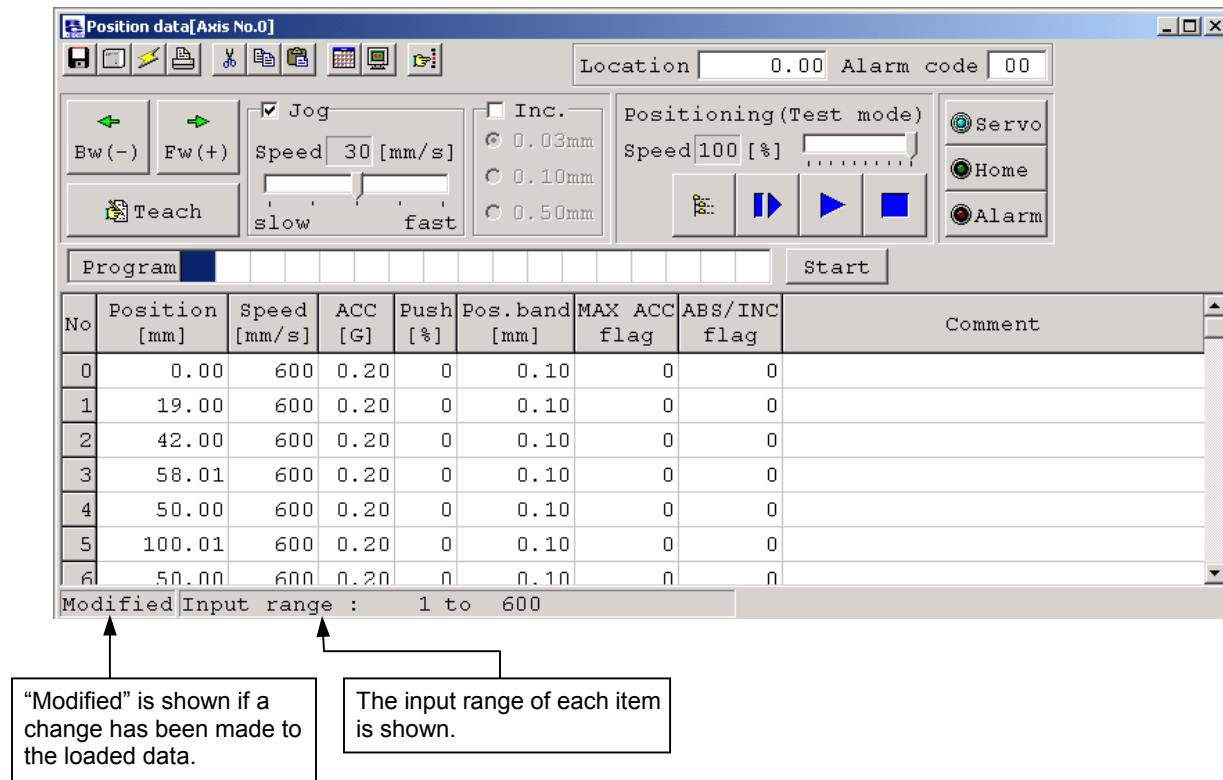 Position data[Axis No.0]
Location 0.00 Alarm code 00
Bw(-) Fw(+)
Teach
Jog
Speed 30 [mm/s]
slow fast
Inc.
0.03mm
0.10mm
0.50mm
Positioning(Test mode)
Speed 100 [%]
Servo
Home
Alarm
Program Start
No Position [mm] Speed [mm/s] ACC [G] Push [%] Pos.band [mm] MAX ACC flag ABS/INC flag Comment
0 0.00 600 0.20 0 0.10 0 0
1 19.00 600 0.20 0 0.10 0 0
2 42.00 600 0.20 0 0.10 0 0
3 58.01 600 0.20 0 0.10 0 0
4 50.00 600 0.20 0 0.10 0 0
5 100.01 600 0.20 0 0.10 0 0
6 50.00 600 0.20 0 0.10 0 0
Modified Input range : 1 to 600
“Modified” is shown if a
change has been made to
the loaded data.
The input range of each item
is shown.